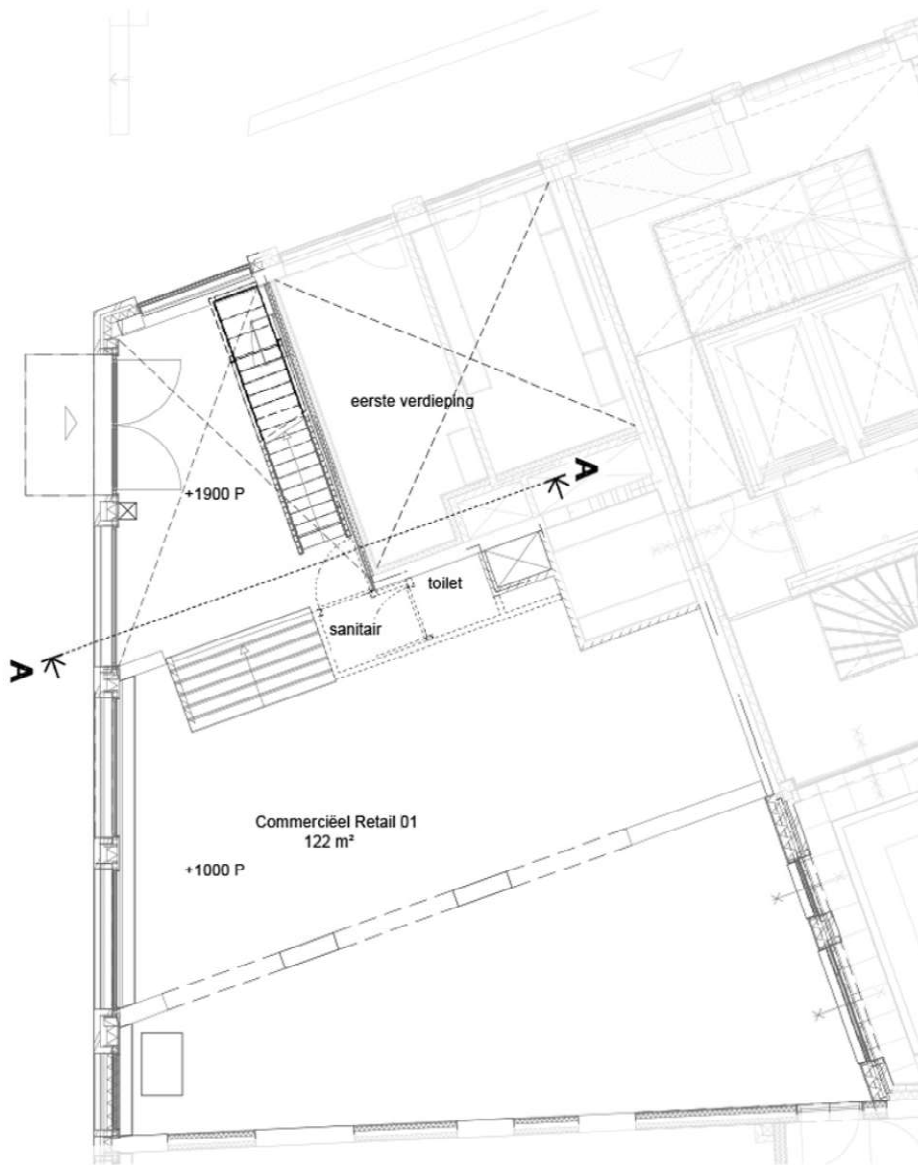 eerste verdieping
A
+1900 P
toilet
sanitair
A
Commerciëel Retail 01
122 m²
+1000 P